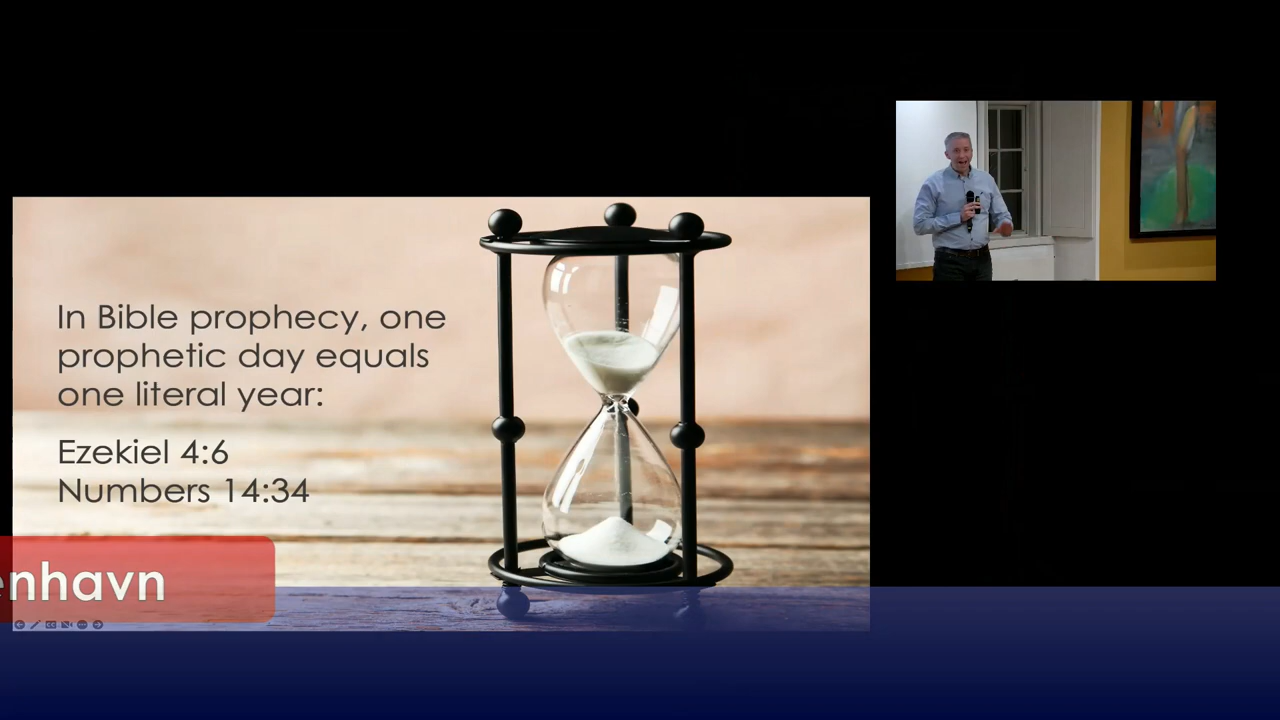 In Bible prophecy, one
prophetic day equals
one literal year:
Ezekiel 4:6
Numbers 14:34
enhavn